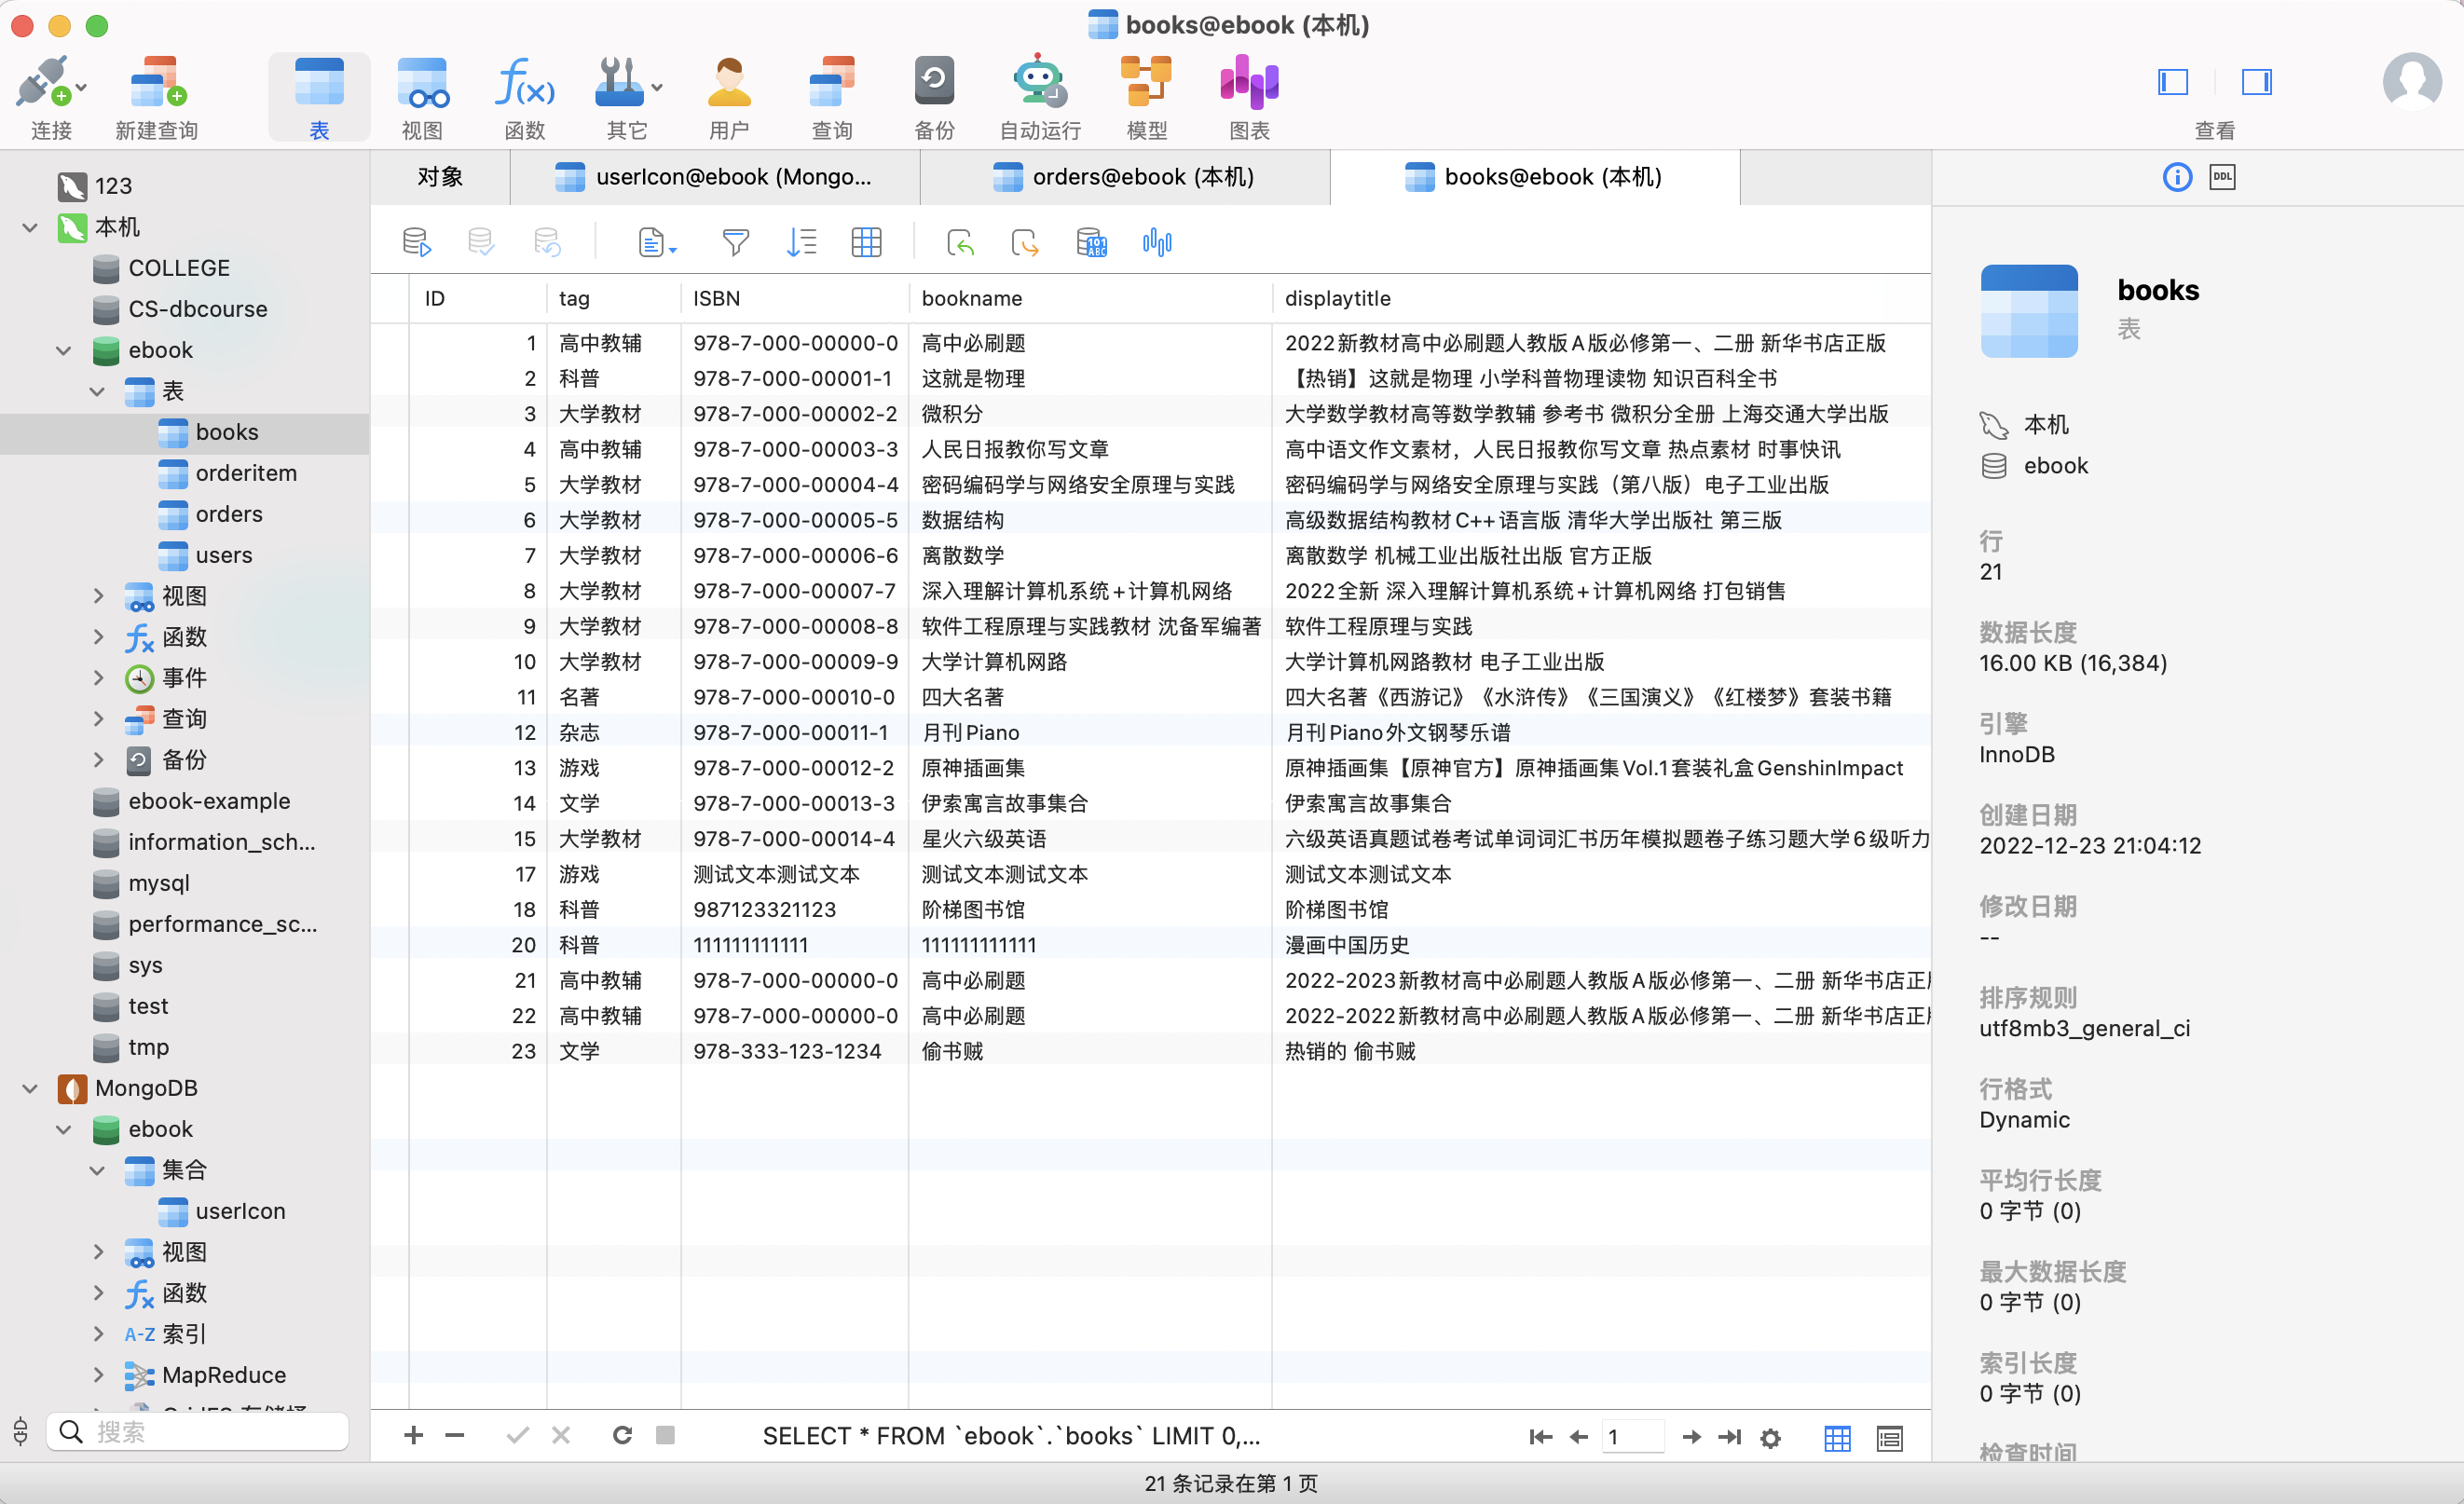 books@ebook (本机)
连接
新建查询
表
视图
函数
其它
用户
查询
备份
自动运行
模型
图表
查看
123
本机
COLLEGE
CS-dbcourse
ebook
表
books
orderitem
orders
users
视图
函数
事件
查询
备份
ebook-example
information_sch...
mysql
performance_sc...
sys
test
tmp
MongoDB
ebook
集合
userIcon
视图
函数
A-Z 索引
MapReduce
搜索
对象
userIcon@ebook (Mongo...
orders@ebook (本机)
books@ebook (本机)
ID tag ISBN bookname displaytitle
1 高中教辅 978-7-000-00000-0 高中必刷题 2022新教材高中必刷题人教版A版必修第一、二册 新华书店正版
2 科普 978-7-000-00001-1 这就是物理 【热销】这就是物理 小学科普物理读物 知识百科全书
3 大学教材 978-7-000-00002-2 微积分 大学数学教材高等数学教辅 参考书 微积分全册 上海交通大学出版
4 高中教辅 978-7-000-00003-3 人民日报教你写文章 高中语文作文素材，人民日报教你写文章 热点素材 时事快讯
5 大学教材 978-7-000-00004-4 密码编码学与网络安全原理与实践 密码编码学与网络安全原理与实践（第八版）电子工业出版
6 大学教材 978-7-000-00005-5 数据结构 高级数据结构教材C++语言版 清华大学出版社 第三版
7 大学教材 978-7-000-00006-6 离散数学 离散数学 机械工业出版社出版 官方正版
8 大学教材 978-7-000-00007-7 深入理解计算机系统+计算机网络 2022全新 深入理解计算机系统+计算机网络 打包销售
9 大学教材 978-7-000-00008-8 软件工程原理与实践教材 沈备军编著 软件工程原理与实践
10 大学教材 978-7-000-00009-9 大学计算机网路 大学计算机网路教材 电子工业出版
11 名著 978-7-000-00010-0 四大名著 四大名著《西游记》《水浒传》《三国演义》《红楼梦》套装书籍
12 杂志 978-7-000-00011-1 月刊Piano 月刊Piano外文钢琴乐谱
13 游戏 978-7-000-00012-2 原神插画集 原神插画集【原神官方】原神插画集Vol.1套装礼盒GenshinImpact
14 文学 978-7-000-00013-3 伊索寓言故事集合 伊索寓言故事集合
15 大学教材 978-7-000-00014-4 星火六级英语 六级英语真题试卷考试单词词汇书历年模拟题卷子练习题大学6级听力
17 游戏 测试文本测试文本 测试文本测试文本 测试文本测试文本
18 科普 987123321123 阶梯图书馆 阶梯图书馆
20 科普 111111111111 111111111111 漫画中国历史
21 高中教辅 978-7-000-00000-0 高中必刷题 2022-2023新教材高中必刷题人教版A版必修第一、二册 新华书店正
22 高中教辅 978-7-000-00000-0 高中必刷题 2022-2022新教材高中必刷题人教版A版必修第一、二册 新华书店正
23 文学 978-333-123-1234 偷书贼 热销的 偷书贼
SELECT * FROM `ebook`.`books` LIMIT 0,...
1
DDL
books
表
本机
ebook
行
21
数据长度
16.00 KB (16,384)
引擎
InnoDB
创建日期
2022-12-23 21:04:12
修改日期
--
排序规则
utf8mb3_general_ci
行格式
Dynamic
平均行长度
0 字节 (0)
最大数据长度
0 字节 (0)
索引长度
0 字节 (0)
检查时间
21 条记录在第 1 页